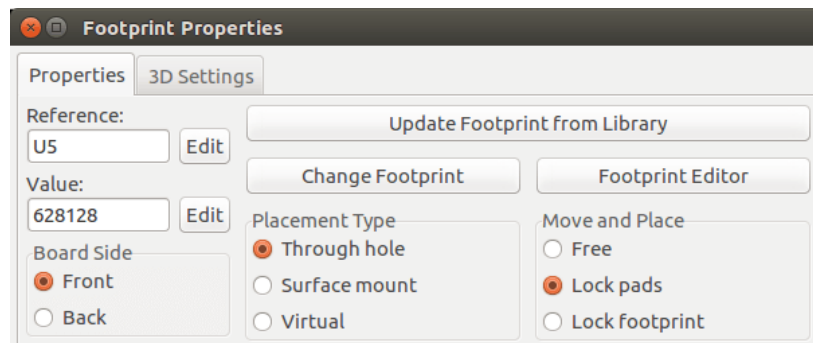 Footprint Properties
Properties 3D Settings
Reference:
U5 Edit
Value:
628128 Edit
Board Side
Front
Back
Update Footprint from Library
Change Footprint Footprint Editor
Placement Type
Through hole
Surface mount
Virtual
Move and Place
Free
Lock pads
Lock footprint